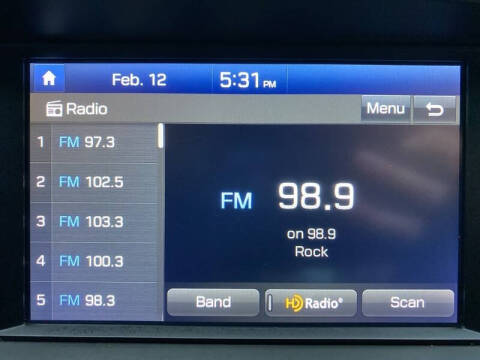 Feb. 12 5:31 PM
Radio Menu
1 FM 97.3
2 FM 102.5
3 FM 103.3
4 FM 100.3
5 FM 98.3
FM 98.9
on 98.9
Rock
Band HD Radio® Scan